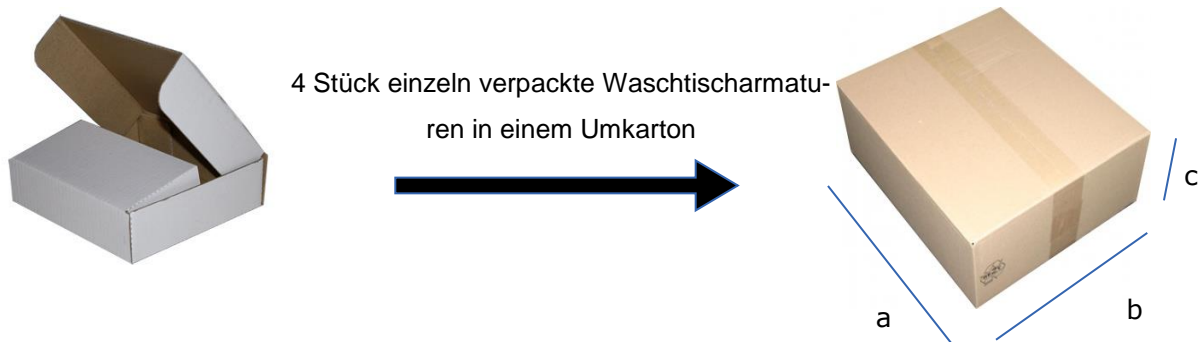 4 Stück einzeln verpackte Waschtischarmatu-
ren in einem Umkarton
c
a
b